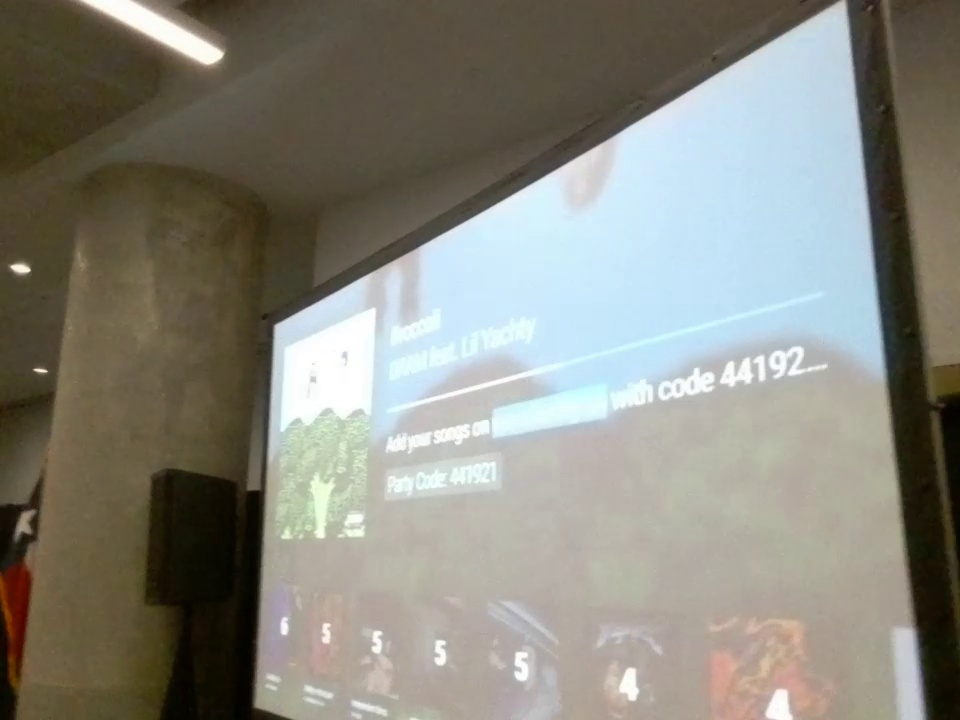 Broccoli
DRAM feat. Lil Yachty
Add your songs on with code 44192...
Party Code: 441921
6 5 5 5 5 4 4